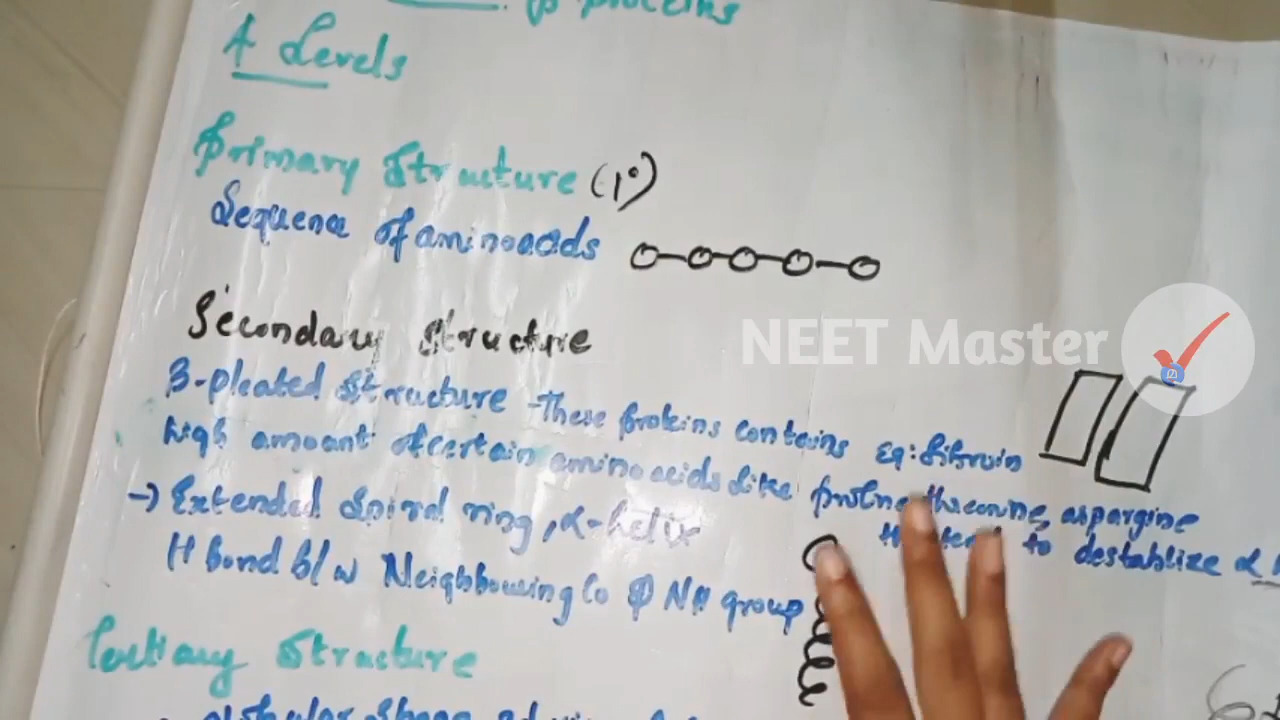 proteins
4 Levels
Primary Structure (1°)
Sequence of aminoacids
Secondary Structure
NEET Master
β-pleated Structure - These proteins contains Eg: fibroin
high amount of certain aminoacids like proline threonine, aspargine
to destablize α
→ Extended Spiral ring, α-helix
H bond b/w Neighbouring Co & NH group
Tertiary Structure